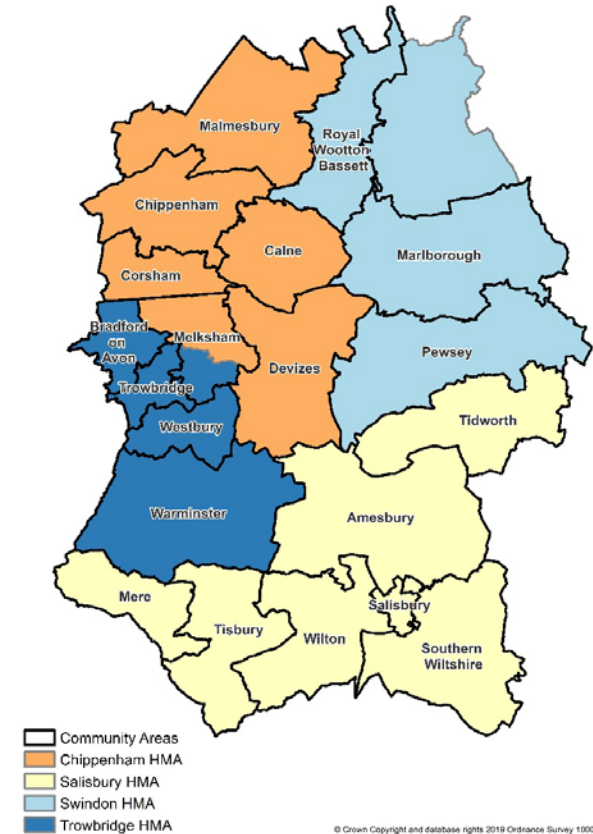 Malmesbury
Royal
Wootton
Bassett
Chippenham
Calne
Marlborough
Corsham
Bradford
on
Avon
Melksham
Pewsey
Devizes
Trowbridge
Tidworth
Westbury
Warminster
Amesbury
Mere
Salisbury
Tisbury
Wilton
Southern
Wiltshire
Community Areas
Chippenham HMA
Salisbury HMA
Swindon HMA
Trowbridge HMA
© Crown Copyright and database rights 2019 Ordnance Survey 1000